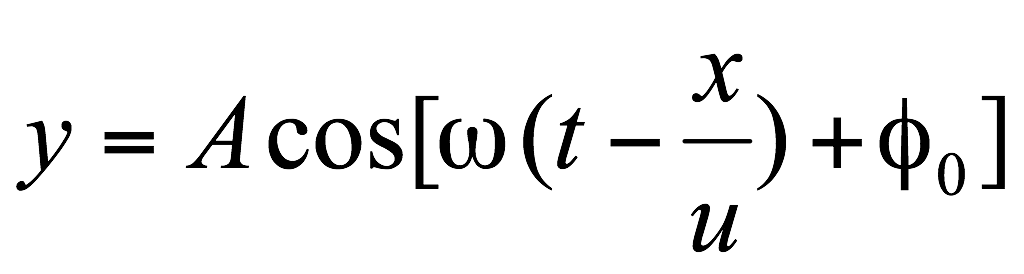 y = A cos[ω(t − x/u) + ϕ₀]